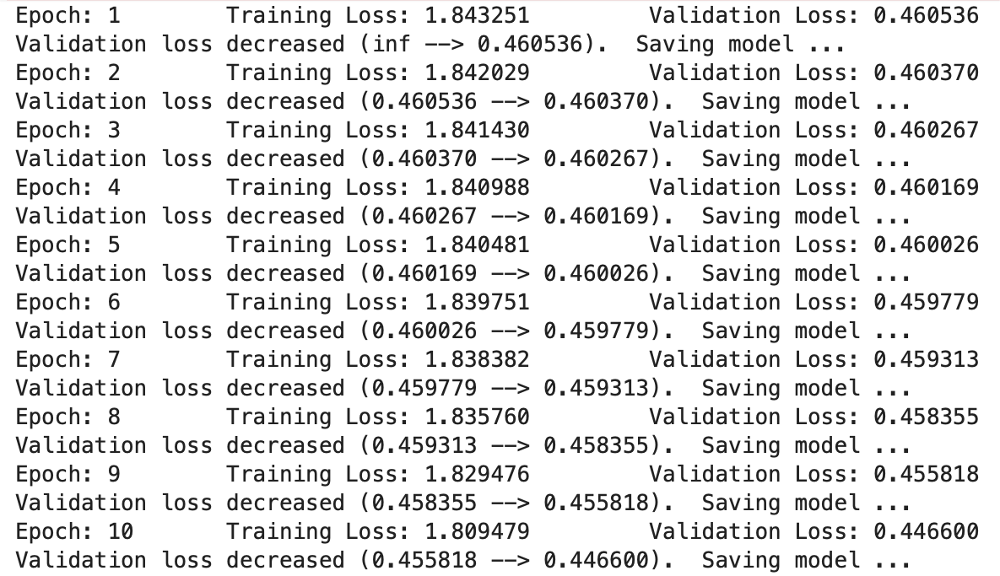 Epoch: 1        Training Loss: 1.843251         Validation Loss: 0.460536
Validation loss decreased (inf --> 0.460536).  Saving model ...
Epoch: 2        Training Loss: 1.842029         Validation Loss: 0.460370
Validation loss decreased (0.460536 --> 0.460370).  Saving model ...
Epoch: 3        Training Loss: 1.841430         Validation Loss: 0.460267
Validation loss decreased (0.460370 --> 0.460267).  Saving model ...
Epoch: 4        Training Loss: 1.840988         Validation Loss: 0.460169
Validation loss decreased (0.460267 --> 0.460169).  Saving model ...
Epoch: 5        Training Loss: 1.840481         Validation Loss: 0.460026
Validation loss decreased (0.460169 --> 0.460026).  Saving model ...
Epoch: 6        Training Loss: 1.839751         Validation Loss: 0.459779
Validation loss decreased (0.460026 --> 0.459779).  Saving model ...
Epoch: 7        Training Loss: 1.838382         Validation Loss: 0.459313
Validation loss decreased (0.459779 --> 0.459313).  Saving model ...
Epoch: 8        Training Loss: 1.835760         Validation Loss: 0.458355
Validation loss decreased (0.459313 --> 0.458355).  Saving model ...
Epoch: 9        Training Loss: 1.829476         Validation Loss: 0.455818
Validation loss decreased (0.458355 --> 0.455818).  Saving model ...
Epoch: 10       Training Loss: 1.809479         Validation Loss: 0.446600
Validation loss decreased (0.455818 --> 0.446600).  Saving model ...